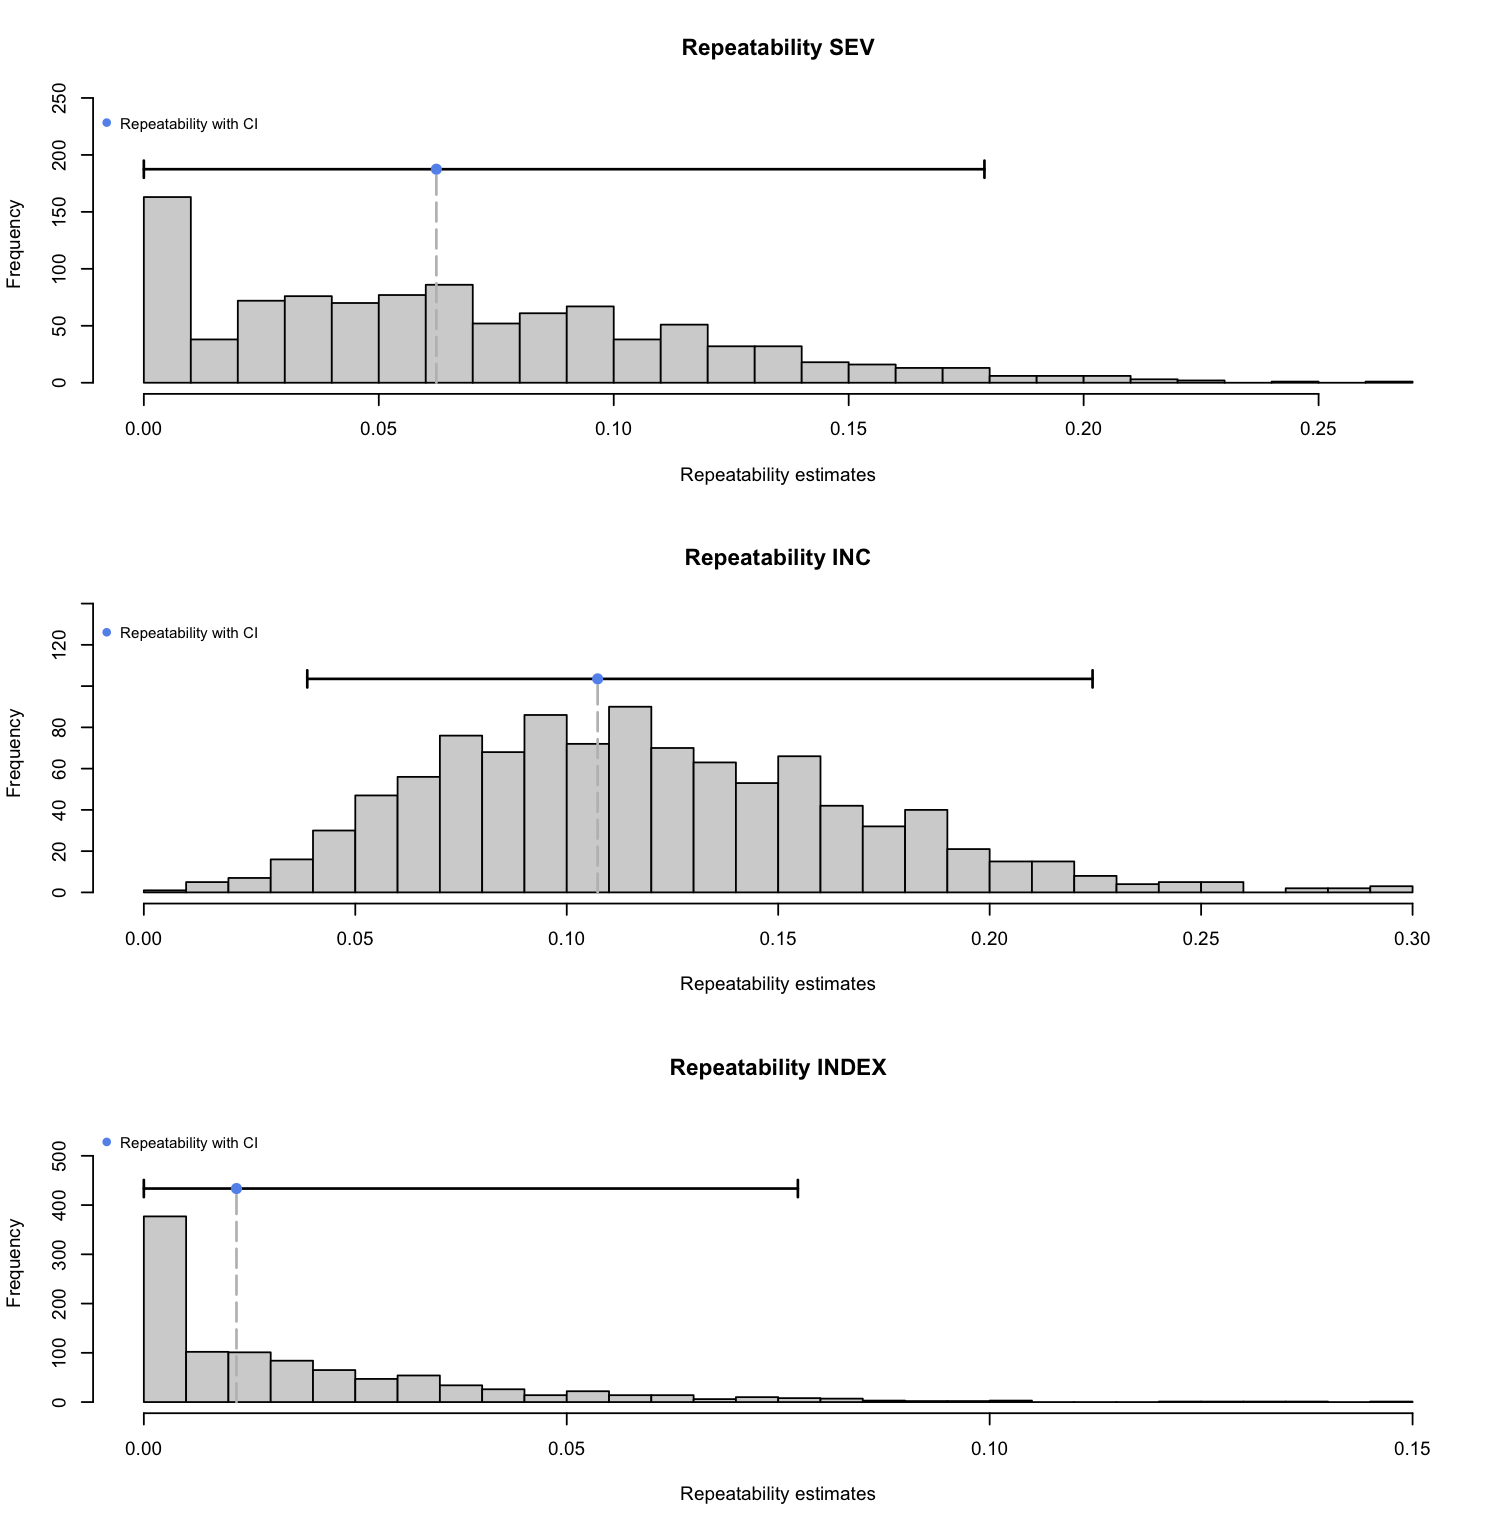 Repeatability SEV
250
200
150
100
50
0
Frequency
Repeatability with CI
0.00 0.05 0.10 0.15 0.20 0.25
Repeatability estimates
Repeatability INC
120
80
60
40
20
0
Frequency
Repeatability with CI
0.00 0.05 0.10 0.15 0.20 0.25 0.30
Repeatability estimates
Repeatability INDEX
500
400
300
200
100
0
Frequency
Repeatability with CI
0.00 0.05 0.10 0.15
Repeatability estimates